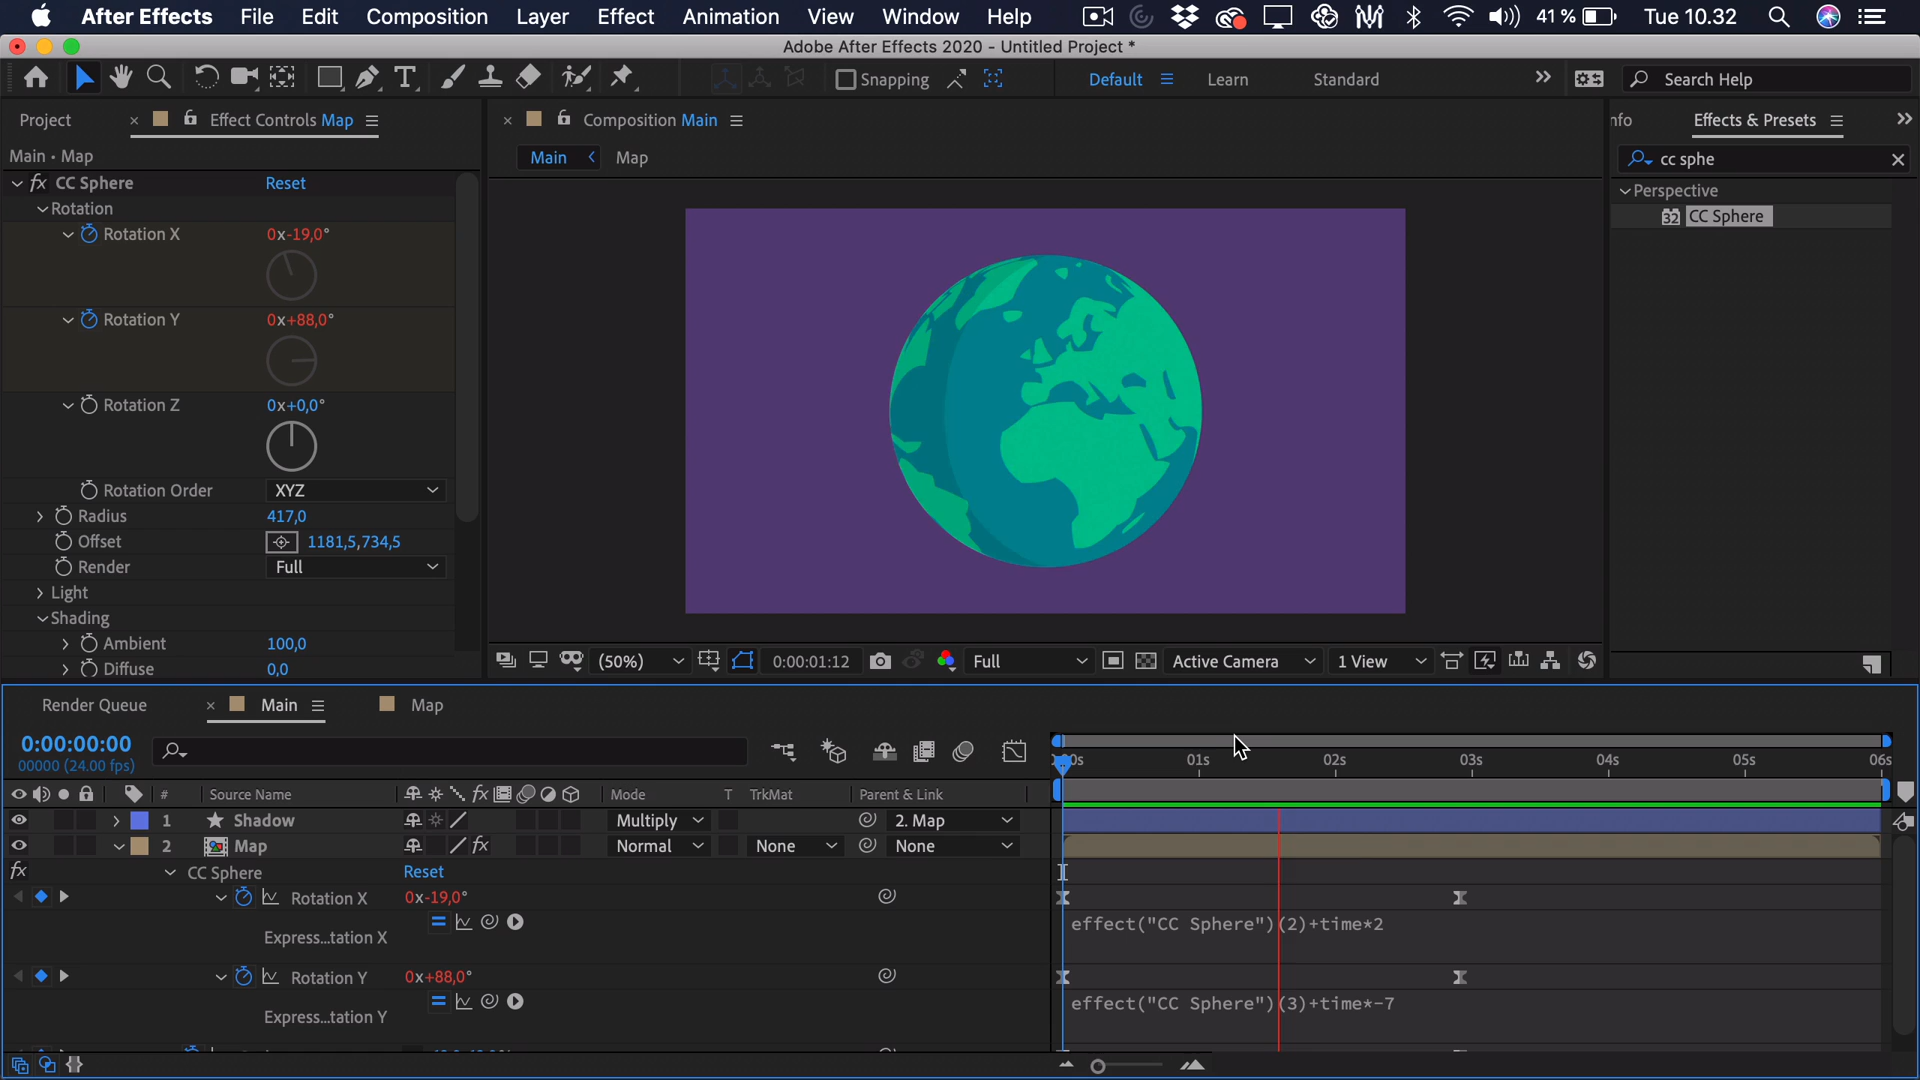 After Effects File Edit Composition Layer Effect Animation View Window Help 41 % Tue 10.32
Adobe After Effects 2020 - Untitled Project *
Snapping Default Learn Standard Search Help
Project Effect Controls Map
Composition Main
nfo Effects & Presets
Main • Map
Main Map
cc sphe
fx CC Sphere Reset
Perspective
Rotation
32 CC Sphere
Rotation X 0x-19,0°
Rotation Y 0x+88,0°
Rotation Z 0x+0,0°
Rotation Order XYZ
Radius 417,0
Offset 1181,5,734,5
Render Full
Light
Shading
Ambient 100,0
Diffuse 0,0
(50%) 0:00:01:12 Full Active Camera 1 View
Render Queue Main Map
0:00:00:00
00000 (24.00 fps)
:00s 01s 02s 03s 04s 05s 06s
# Source Name fx Mode T TrkMat Parent & Link
1 Shadow Multiply 2. Map
2 Map fx Normal None None
fx CC Sphere Reset
Rotation X 0x-19,0°
Express...tation X effect("CC Sphere")(2)+time*2
Rotation Y 0x+88,0°
Express...tation Y effect("CC Sphere")(3)+time*-7